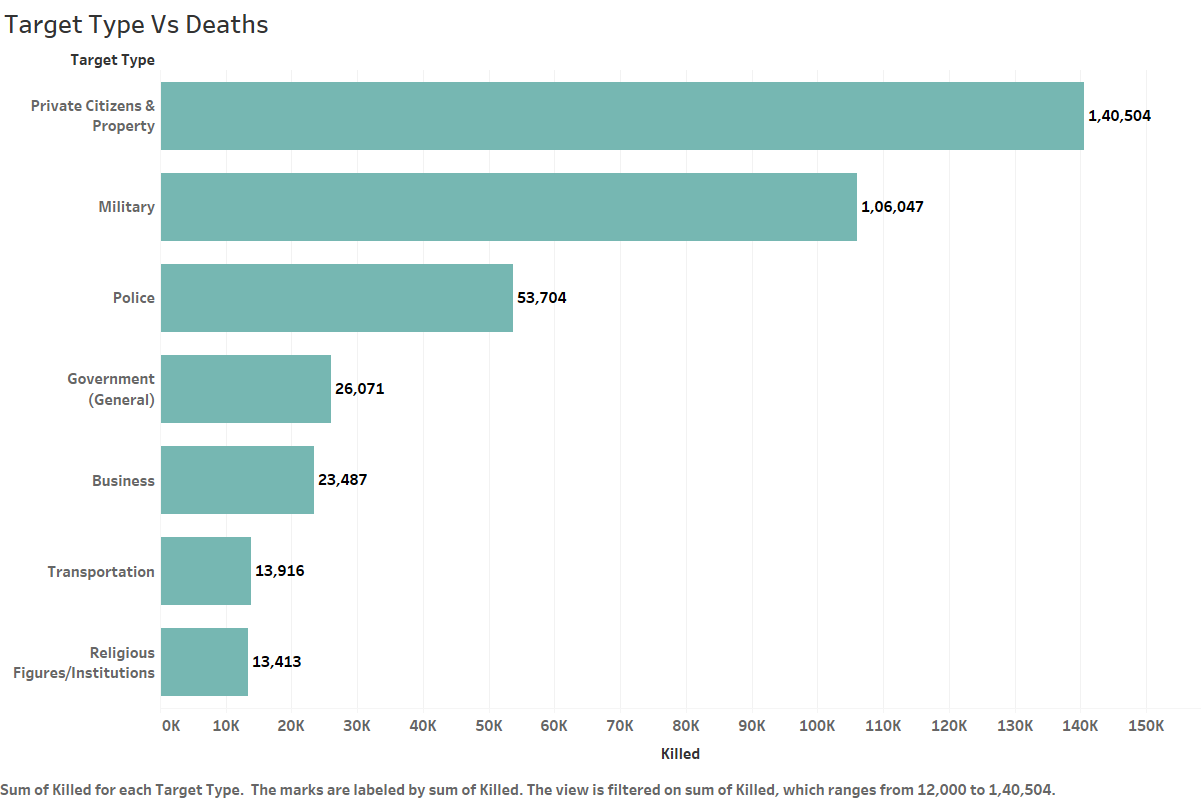 Target Type Vs Deaths
Target Type
Private Citizens &
Property
1,40,504
Military
1,06,047
Police
53,704
Government
(General)
26,071
Business
23,487
Transportation
13,916
Religious
Figures/Institutions
13,413
0K 10K 20K 30K 40K 50K 60K 70K 80K 90K 100K 110K 120K 130K 140K 150K
Killed
Sum of Killed for each Target Type.  The marks are labeled by sum of Killed. The view is filtered on sum of Killed, which ranges from 12,000 to 1,40,504.